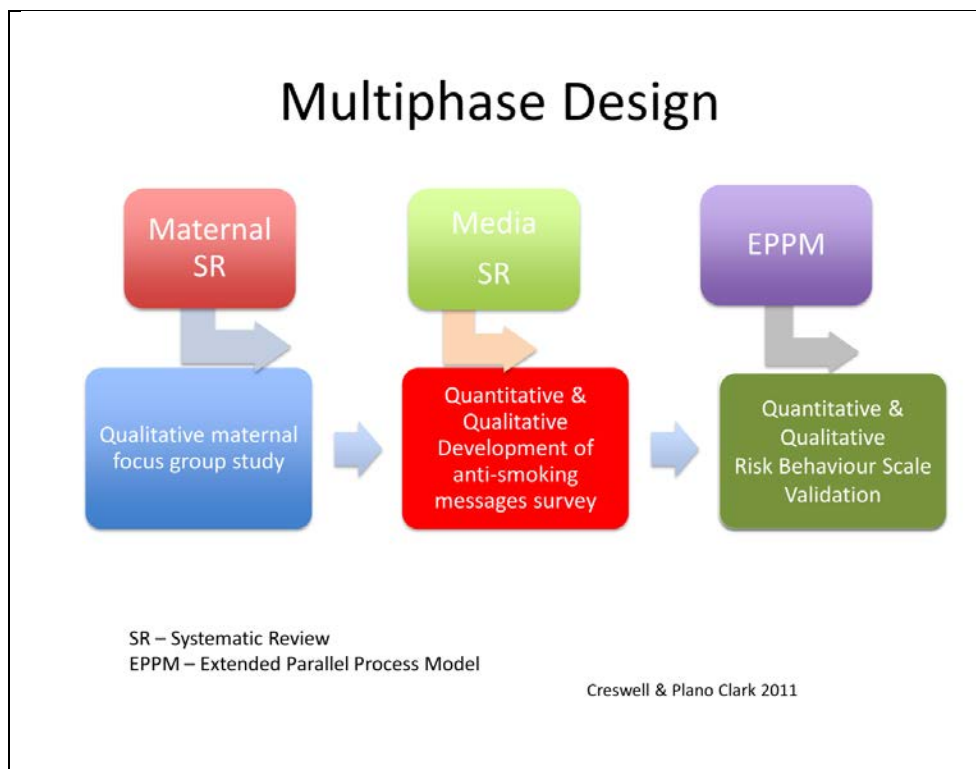 Multiphase Design
Maternal
SR
Media
SR
EPPM
Qualitative maternal
focus group study
Quantitative &
Qualitative
Development of
anti-smoking
messages survey
Quantitative &
Qualitative
Risk Behaviour Scale
Validation
SR – Systematic Review
EPPM – Extended Parallel Process Model
Creswell & Plano Clark 2011